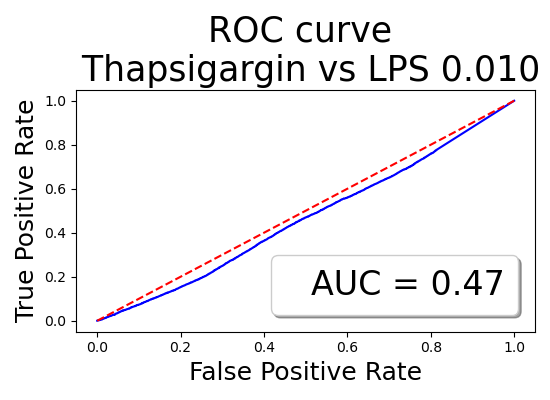 ROC curve
Thapsigargin vs LPS 0.010
True Positive Rate
1.0
0.8
0.6
0.4
0.2
0.0
AUC = 0.47
0.0 0.2 0.4 0.6 0.8 1.0
False Positive Rate